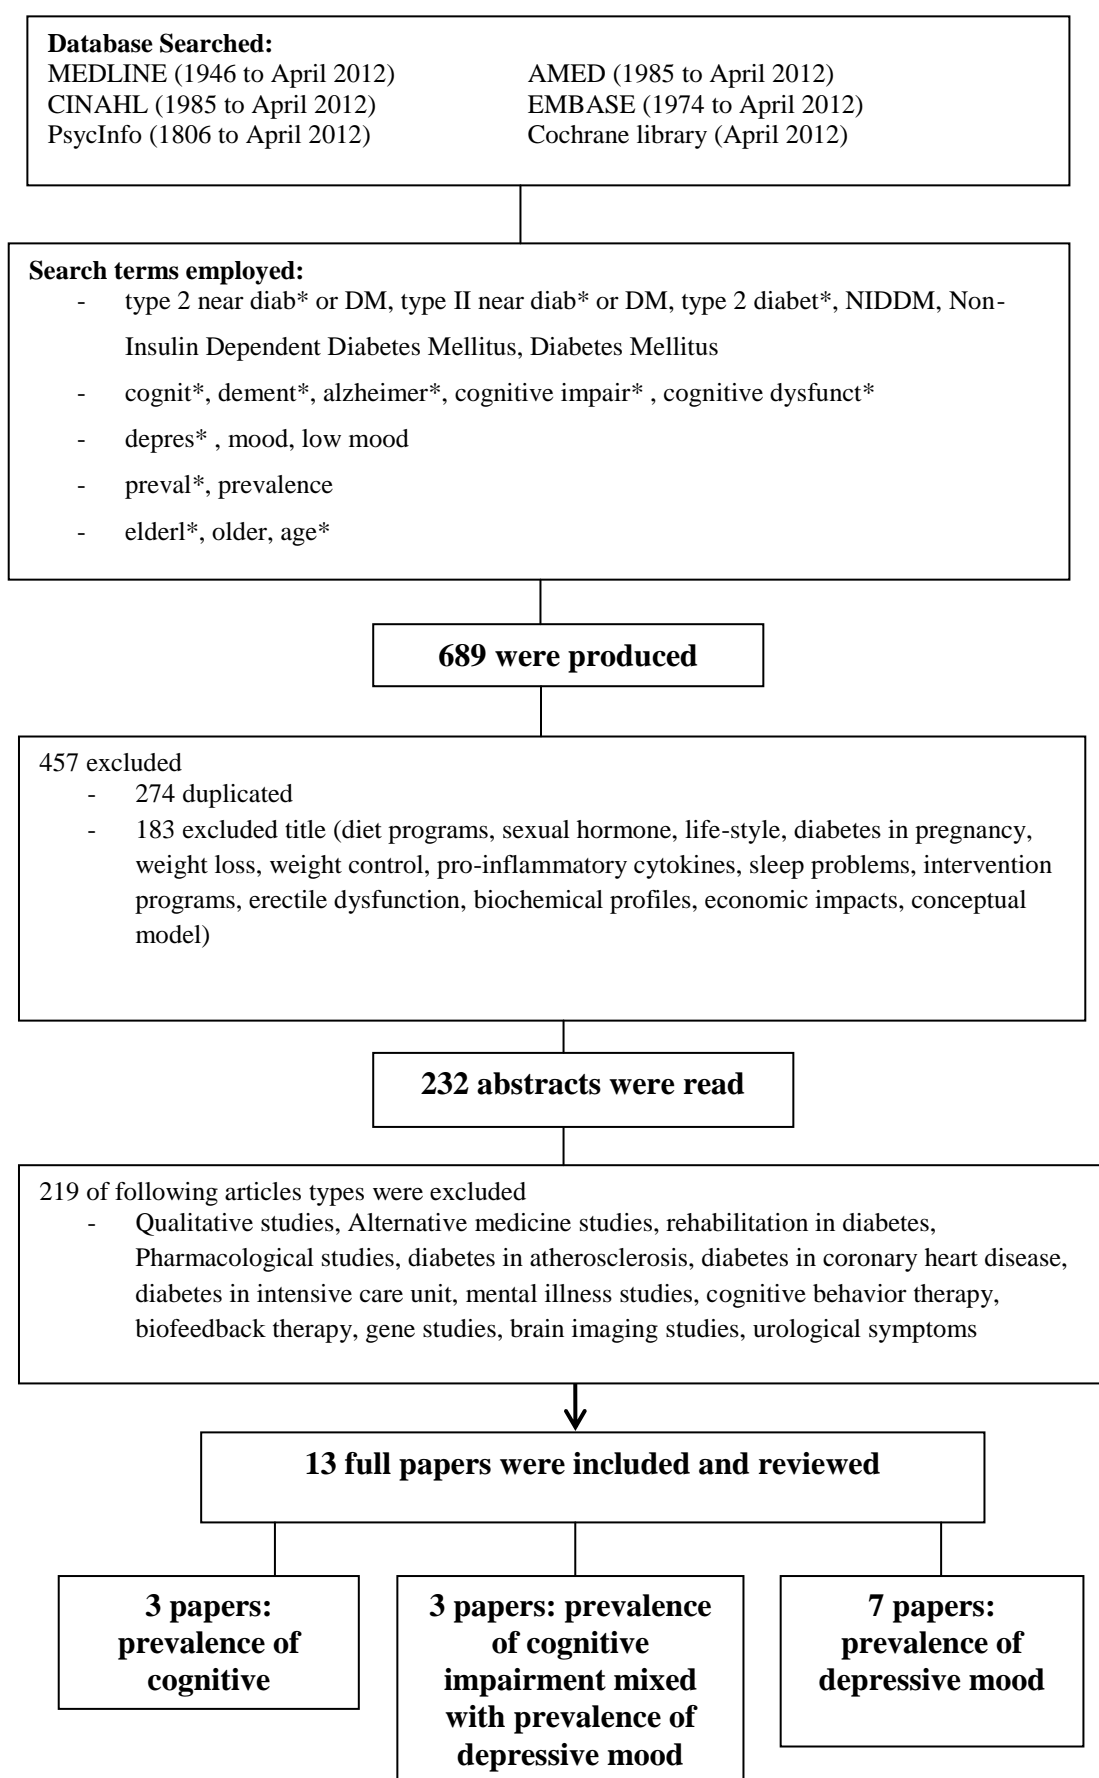 Database Searched:
MEDLINE (1946 to April 2012) AMED (1985 to April 2012)
CINAHL (1985 to April 2012) EMBASE (1974 to April 2012)
PsycInfo (1806 to April 2012) Cochrane library (April 2012)
Search terms employed:
- type 2 near diab* or DM, type II near diab* or DM, type 2 diabet*, NIDDM, Non-
Insulin Dependent Diabetes Mellitus, Diabetes Mellitus
- cognit*, dement*, alzheimer*, cognitive impair* , cognitive dysfunct*
- depres* , mood, low mood
- preval*, prevalence
- elderl*, older, age*
689 were produced
457 excluded
- 274 duplicated
- 183 excluded title (diet programs, sexual hormone, life-style, diabetes in pregnancy,
weight loss, weight control, pro-inflammatory cytokines, sleep problems, intervention
programs, erectile dysfunction, biochemical profiles, economic impacts, conceptual
model)
232 abstracts were read
219 of following articles types were excluded
- Qualitative studies, Alternative medicine studies, rehabilitation in diabetes,
Pharmacological studies, diabetes in atherosclerosis, diabetes in coronary heart disease,
diabetes in intensive care unit, mental illness studies, cognitive behavior therapy,
biofeedback therapy, gene studies, brain imaging studies, urological symptoms
13 full papers were included and reviewed
3 papers:
prevalence of
cognitive
3 papers: prevalence
of cognitive
impairment mixed
with prevalence of
depressive mood
7 papers:
prevalence of
depressive mood